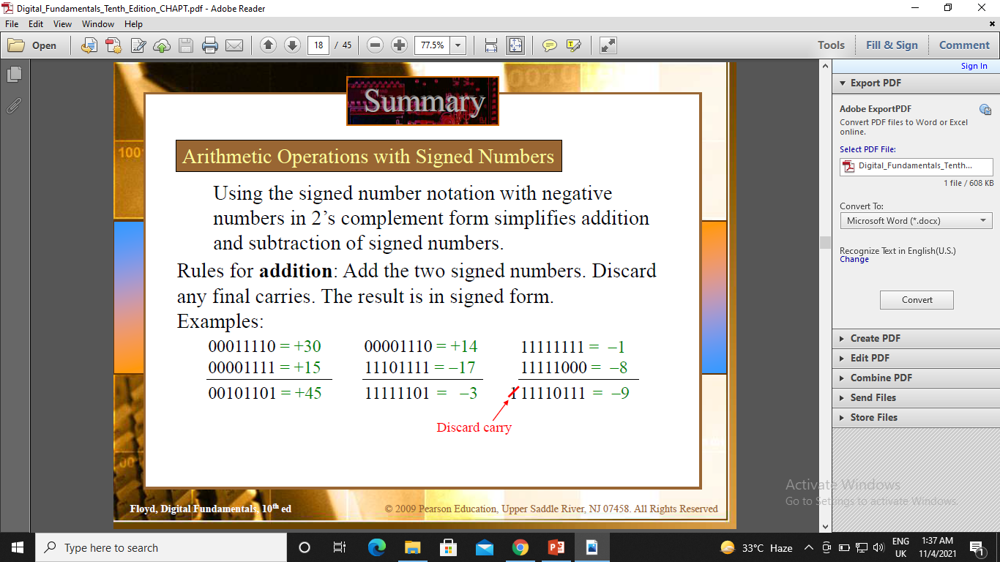 Digital_Fundamentals_Tenth_Edition_CHAPT.pdf - Adobe Reader
File Edit View Window Help
Open 18 / 45 77.5% Tools Fill & Sign Comment
Sign In
Export PDF
Adobe ExportPDF
Convert PDF files to Word or Excel
online.
Select PDF File:
Digital_Fundamentals_Tenth...
1 file / 608 KB
Convert To:
Microsoft Word (*.docx)
Recognize Text in English(U.S.)
Change
Convert
Create PDF
Edit PDF
Combine PDF
Send Files
Store Files
Summary
Arithmetic Operations with Signed Numbers
Using the signed number notation with negative
numbers in 2’s complement form simplifies addition
and subtraction of signed numbers.
Rules for addition: Add the two signed numbers. Discard
any final carries. The result is in signed form.
Examples:
00011110 = +30 00001110 = +14 11111111 = –1
00001111 = +15 11101111 = –17 11111000 = –8
00101101 = +45 11111101 = –3 1 11110111 = –9
Discard carry
Floyd, Digital Fundamentals, 10th ed © 2009 Pearson Education, Upper Saddle River, NJ 07458. All Rights Reserved
Activate Windows
Go to Settings to activate Windows.
Type here to search 33°C Haze ENG 1:37 AM
UK 11/4/2021 1